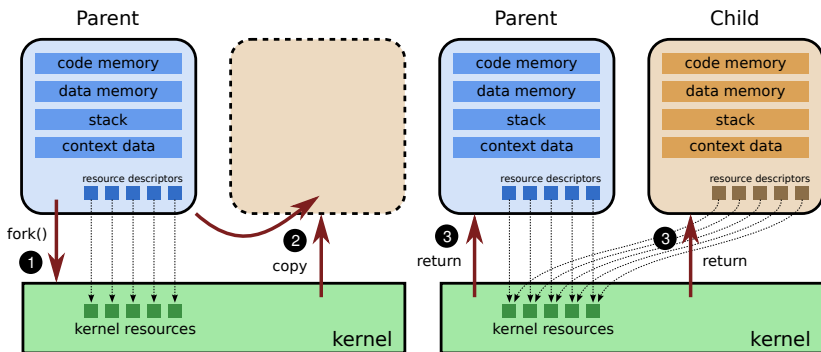 Parent
code memory
data memory
stack
context data
resource descriptors
fork()
1
2
copy
kernel resources
kernel
Parent
Child
code memory
data memory
stack
context data
resource descriptors
code memory
data memory
stack
context data
resource descriptors
3
return
3
return
kernel resources
kernel